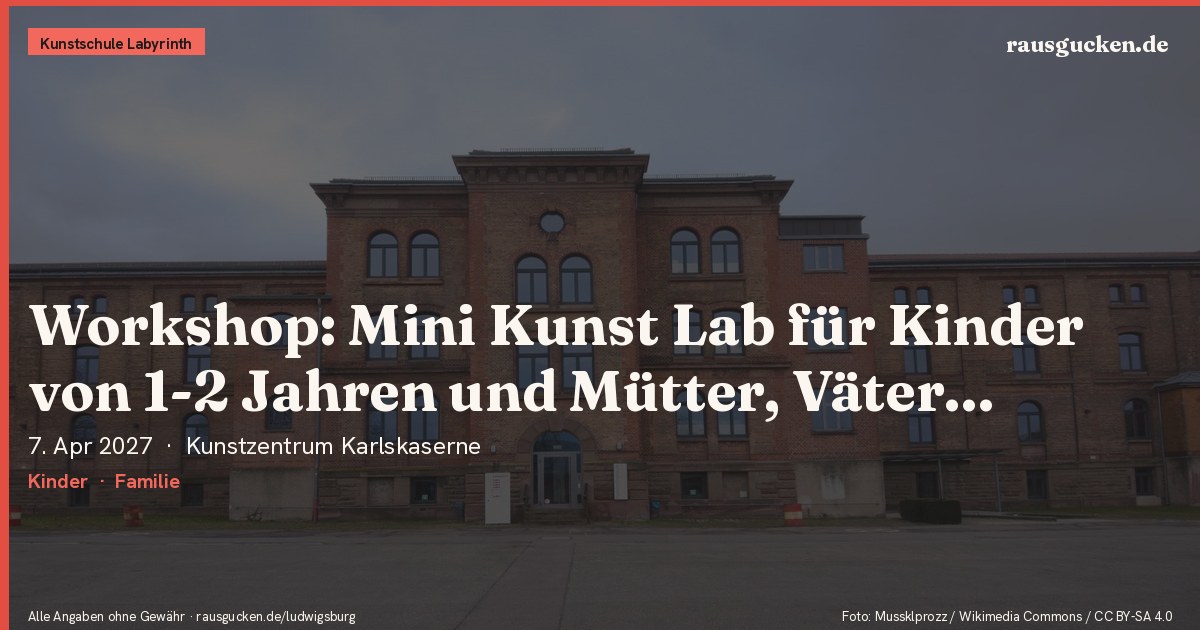 Kunstschule Labyrinth
rausgucken.de
Workshop: Mini Kunst Lab für Kinder
von 1-2 Jahren und Mütter, Väter...
7. Apr 2027 · Kunstzentrum Karlskaserne
Kinder · Familie
Alle Angaben ohne Gewähr · rausgucken.de/ludwigsburg
Foto: Mussklprozz / Wikimedia Commons / CC BY-SA 4.0